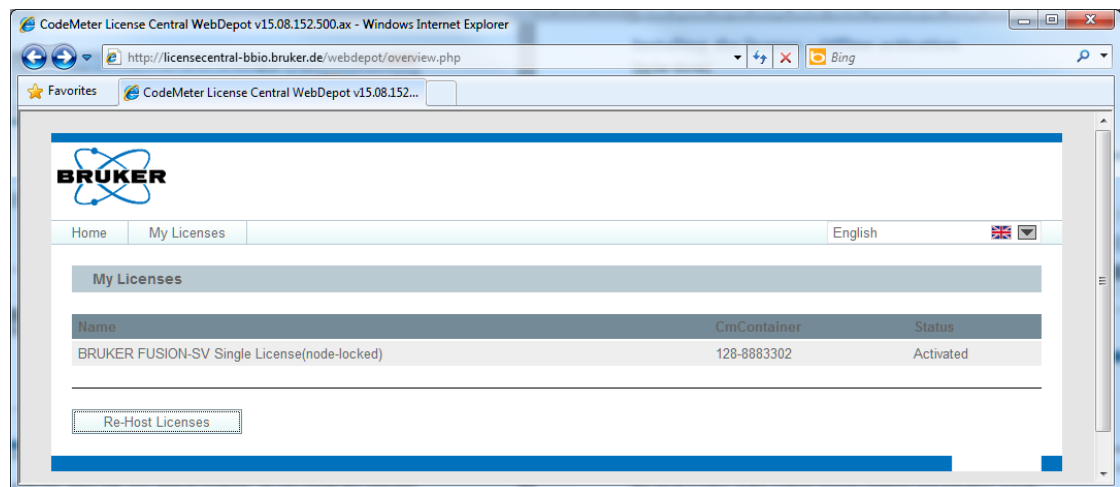 CodeMeter License Central WebDepot v15.08.152.500.ax - Windows Internet Explorer
http://licensecentral-bbio.bruker.de/webdepot/overview.php
Bing
Favorites
CodeMeter License Central WebDepot v15.08.152...
BRUKER
Home My Licenses English
My Licenses
Name CmContainer Status
BRUKER FUSION-SV Single License(node-locked) 128-8883302 Activated
Re-Host Licenses